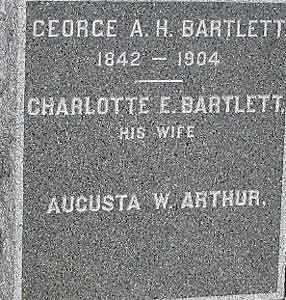 GEORGE A. H. BARTLETT
1842 - 1904
CHARLOTTE E. BARTLETT,
HIS WIFE
AUGUSTA W. ARTHUR.